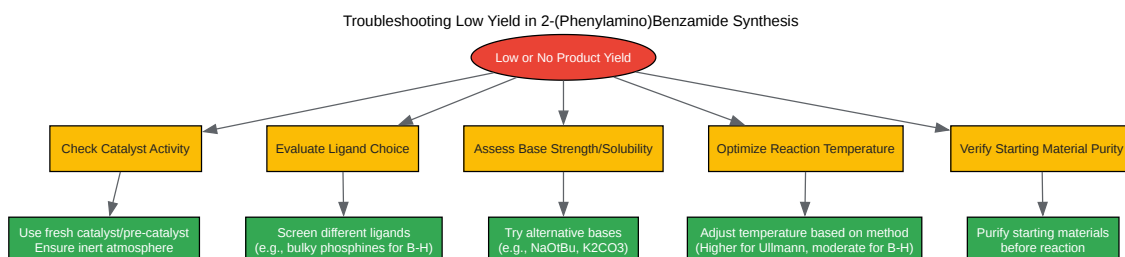 Troubleshooting Low Yield in 2-(Phenylamino)Benzamide Synthesis
Low or No Product Yield
Check Catalyst Activity
Evaluate Ligand Choice
Assess Base Strength/Solubility
Optimize Reaction Temperature
Verify Starting Material Purity
Use fresh catalyst/pre-catalyst
Ensure inert atmosphere
Screen different ligands
(e.g., bulky phosphines for B-H)
Try alternative bases
(e.g., NaOtBu, K2CO3)
Adjust temperature based on method
(Higher for Ullmann, moderate for B-H)
Purify starting materials
before reaction